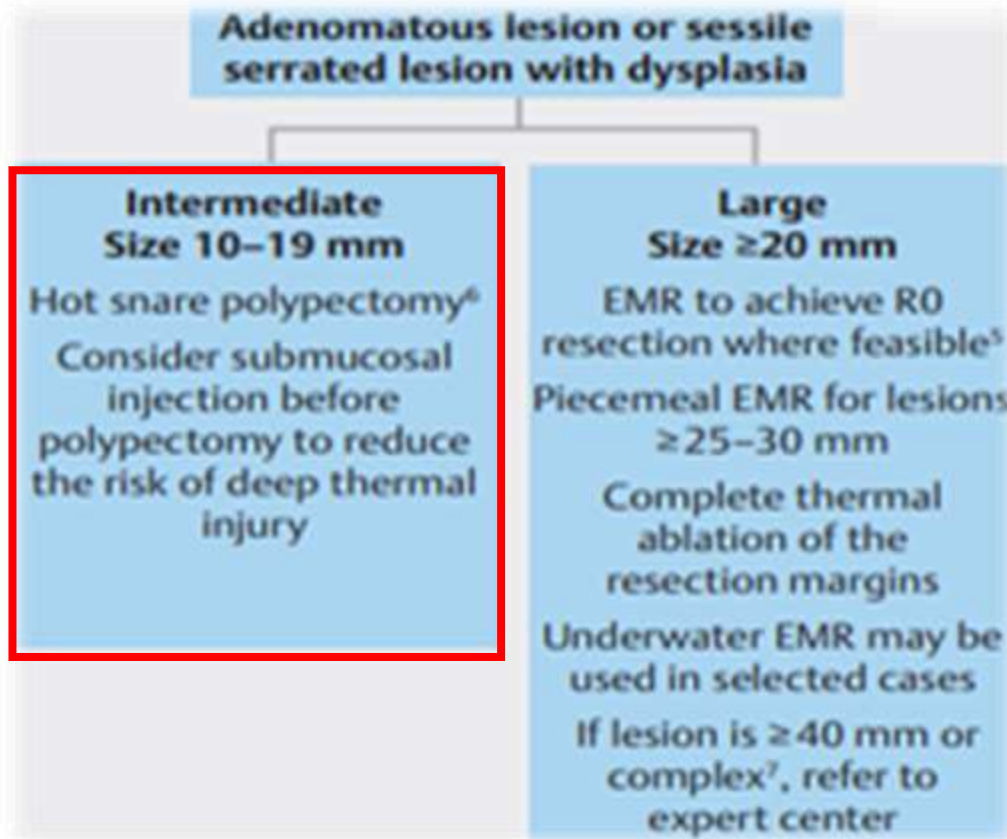 Adenomatous lesion or sessile
serrated lesion with dysplasia
Intermediate
Size 10–19 mm
Hot snare polypectomy⁶
Consider submucosal
injection before
polypectomy to reduce
the risk of deep thermal
injury
Large
Size ≥20 mm
EMR to achieve R0
resection where feasible⁵
Piecemeal EMR for lesions
≥25–30 mm
Complete thermal
ablation of the
resection margins
Underwater EMR may be
used in selected cases
If lesion is ≥40 mm or
complex⁷, refer to
expert center